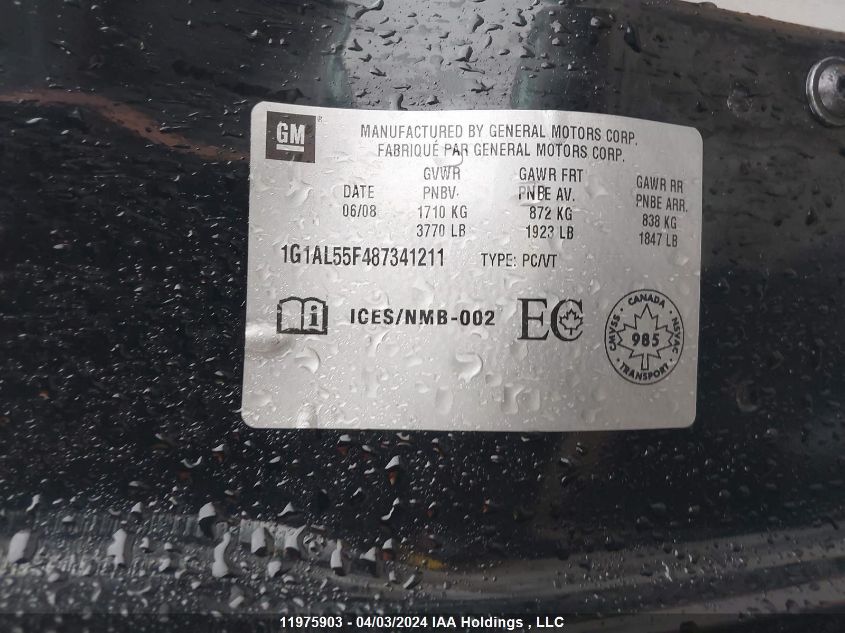 GM ®
MANUFACTURED BY GENERAL MOTORS CORP.
FABRIQUÉ PAR GENERAL MOTORS CORP.
DATE
06/08
GVWR
PNBV
1710 KG
3770 LB
GAWR FRT
PNBE AV.
872 KG
1923 LB
GAWR RR
PNBE ARR.
838 KG
1847 LB
1G1AL55F487341211 TYPE: PC/VT
i ICES/NMB-002 EC
CANADA
CMVSS · NSVAC
985
TRANSPORT
11975903 - 04/03/2024 IAA Holdings , LLC